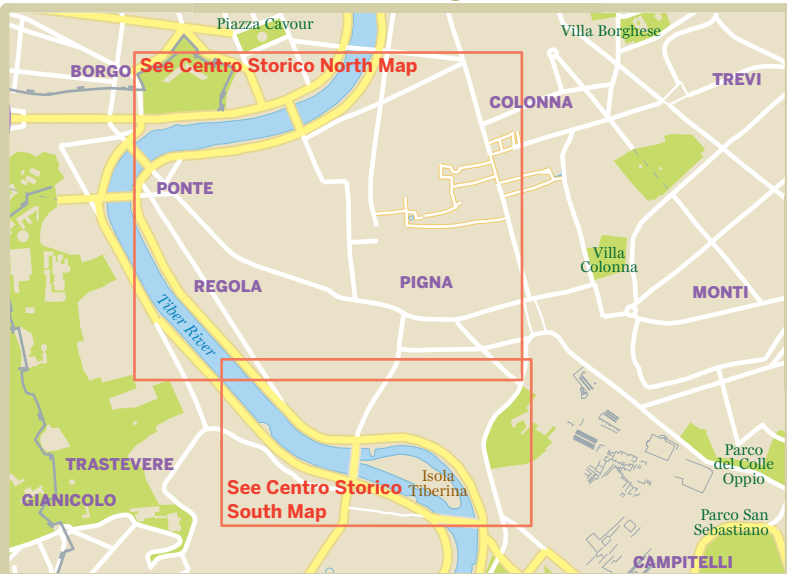 Piazza Cavour
Villa Borghese
BORGO
See Centro Storico North Map
TREVI
COLONNA
PONTE
Villa
Colonna
REGOLA
PIGNA
MONTI
Tiber River
TRASTEVERE
GIANICOLO
See Centro Storico
South Map
Isola
Tiberina
Parco
del Colle
Oppio
Parco San
Sebastiano
CAMPITELLI